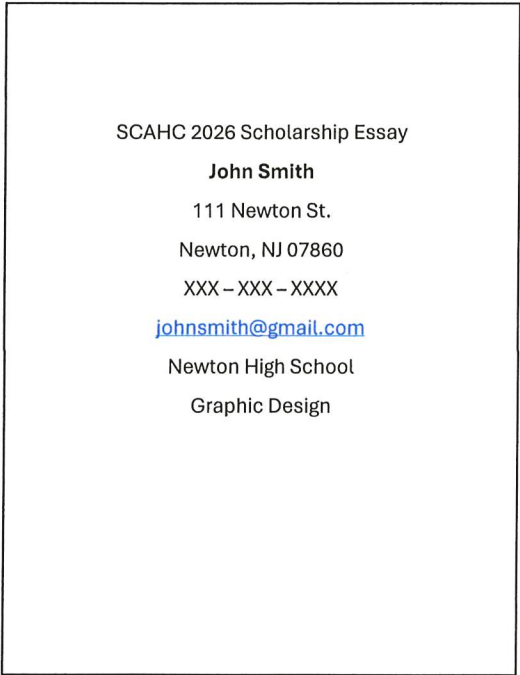 SCAHC 2026 Scholarship Essay
John Smith
111 Newton St.
Newton, NJ 07860
XXX – XXX – XXXX
johnsmith@gmail.com
Newton High School
Graphic Design